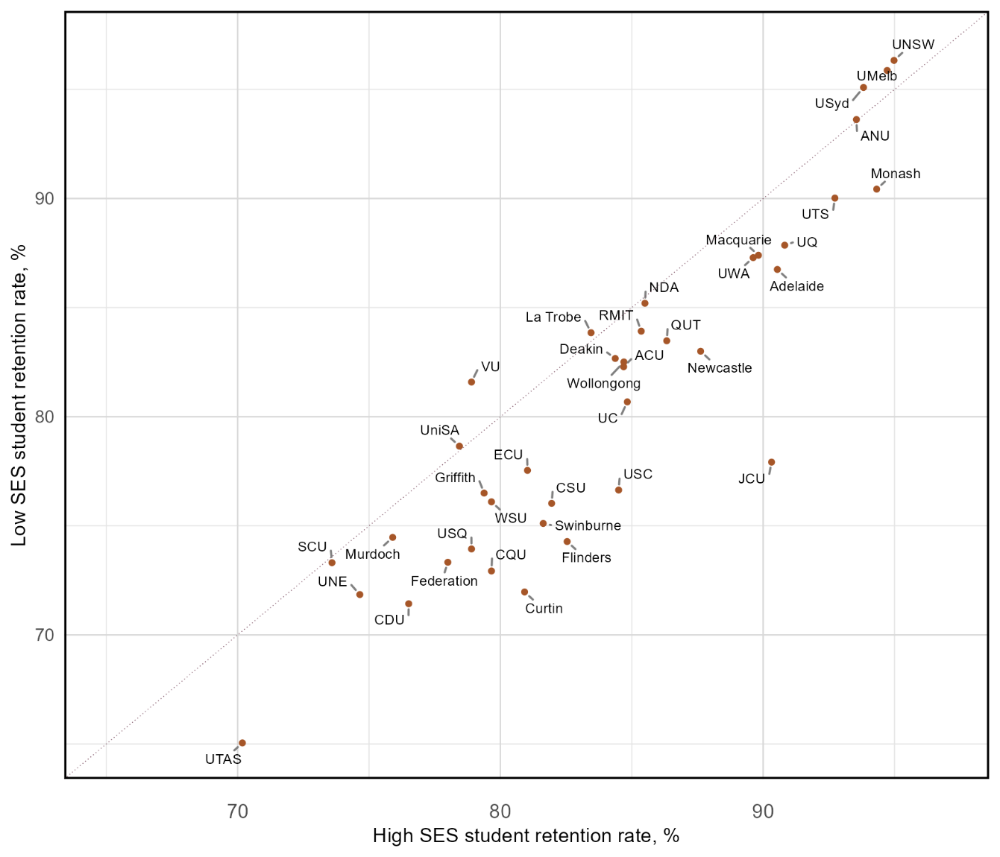 UNSW
UMelb
USyd
ANU
Monash
90
UTS
Macquarie
UQ
UWA
Adelaide
NDA
La Trobe
RMIT
QUT
Deakin
ACU
Newcastle
VU
Wollongong
80
UC
UniSA
ECU
Griffith
USC
JCU
CSU
WSU
Swinburne
USQ
SCU
Murdoch
CQU
Flinders
UNE
Federation
Curtin
CDU
70
UTAS
Low SES student retention rate, %
70 80 90
High SES student retention rate, %